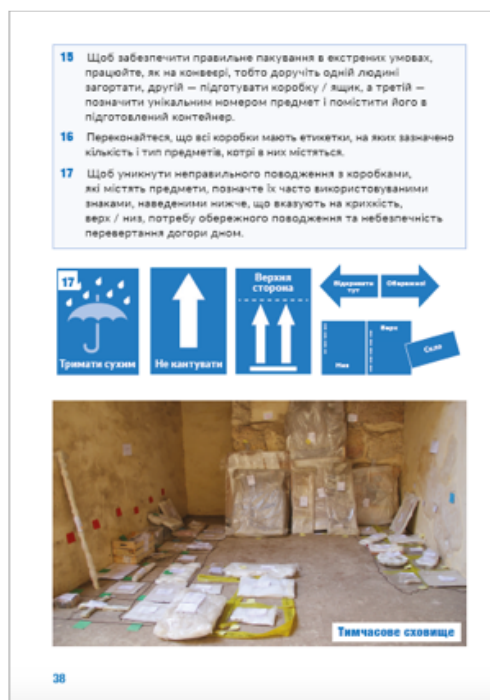 15 Щоб забезпечити правильне пакування в екстрених умовах,
працюйте, як на конвеєрі, тобто доручіть одній людині
загортати, другій — підготувати коробку / ящик, а третій —
позначити унікальним номером предмет і помістити його в
підготовлений контейнер.
16 Переконайтеся, що всі коробки мають етикетки, на яких зазначено
кількість і тип предметів, котрі в них містяться.
17 Щоб уникнути неправильного поводження з коробками,
які містять предмети, позначте їх часто використовуваними
знаками, наведеними нижче, що вказують на крихкість,
верх / низ, потребу обережного поводження та небезпечність
перевертання догори дном.
17
Тримати сухим
Не кантувати
Верхня
сторона
Відкривати
тут
Обережно!
Верх
Низ
Скло
Тимчасове сховище
38